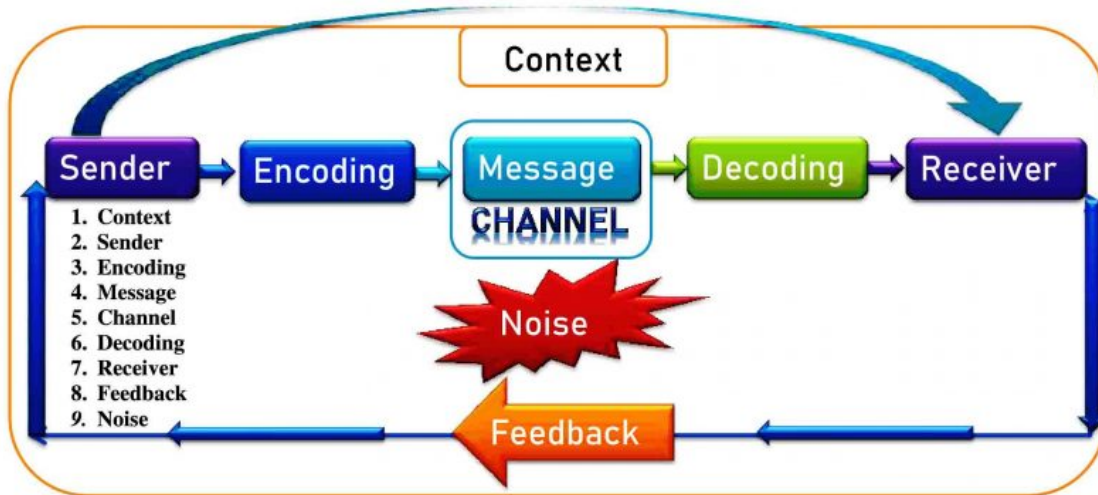 Context
Sender
Encoding
Message
Decoding
Receiver
CHANNEL
1. Context
2. Sender
3. Encoding
4. Message
5. Channel
6. Decoding
7. Receiver
8. Feedback
9. Noise
Noise
Feedback